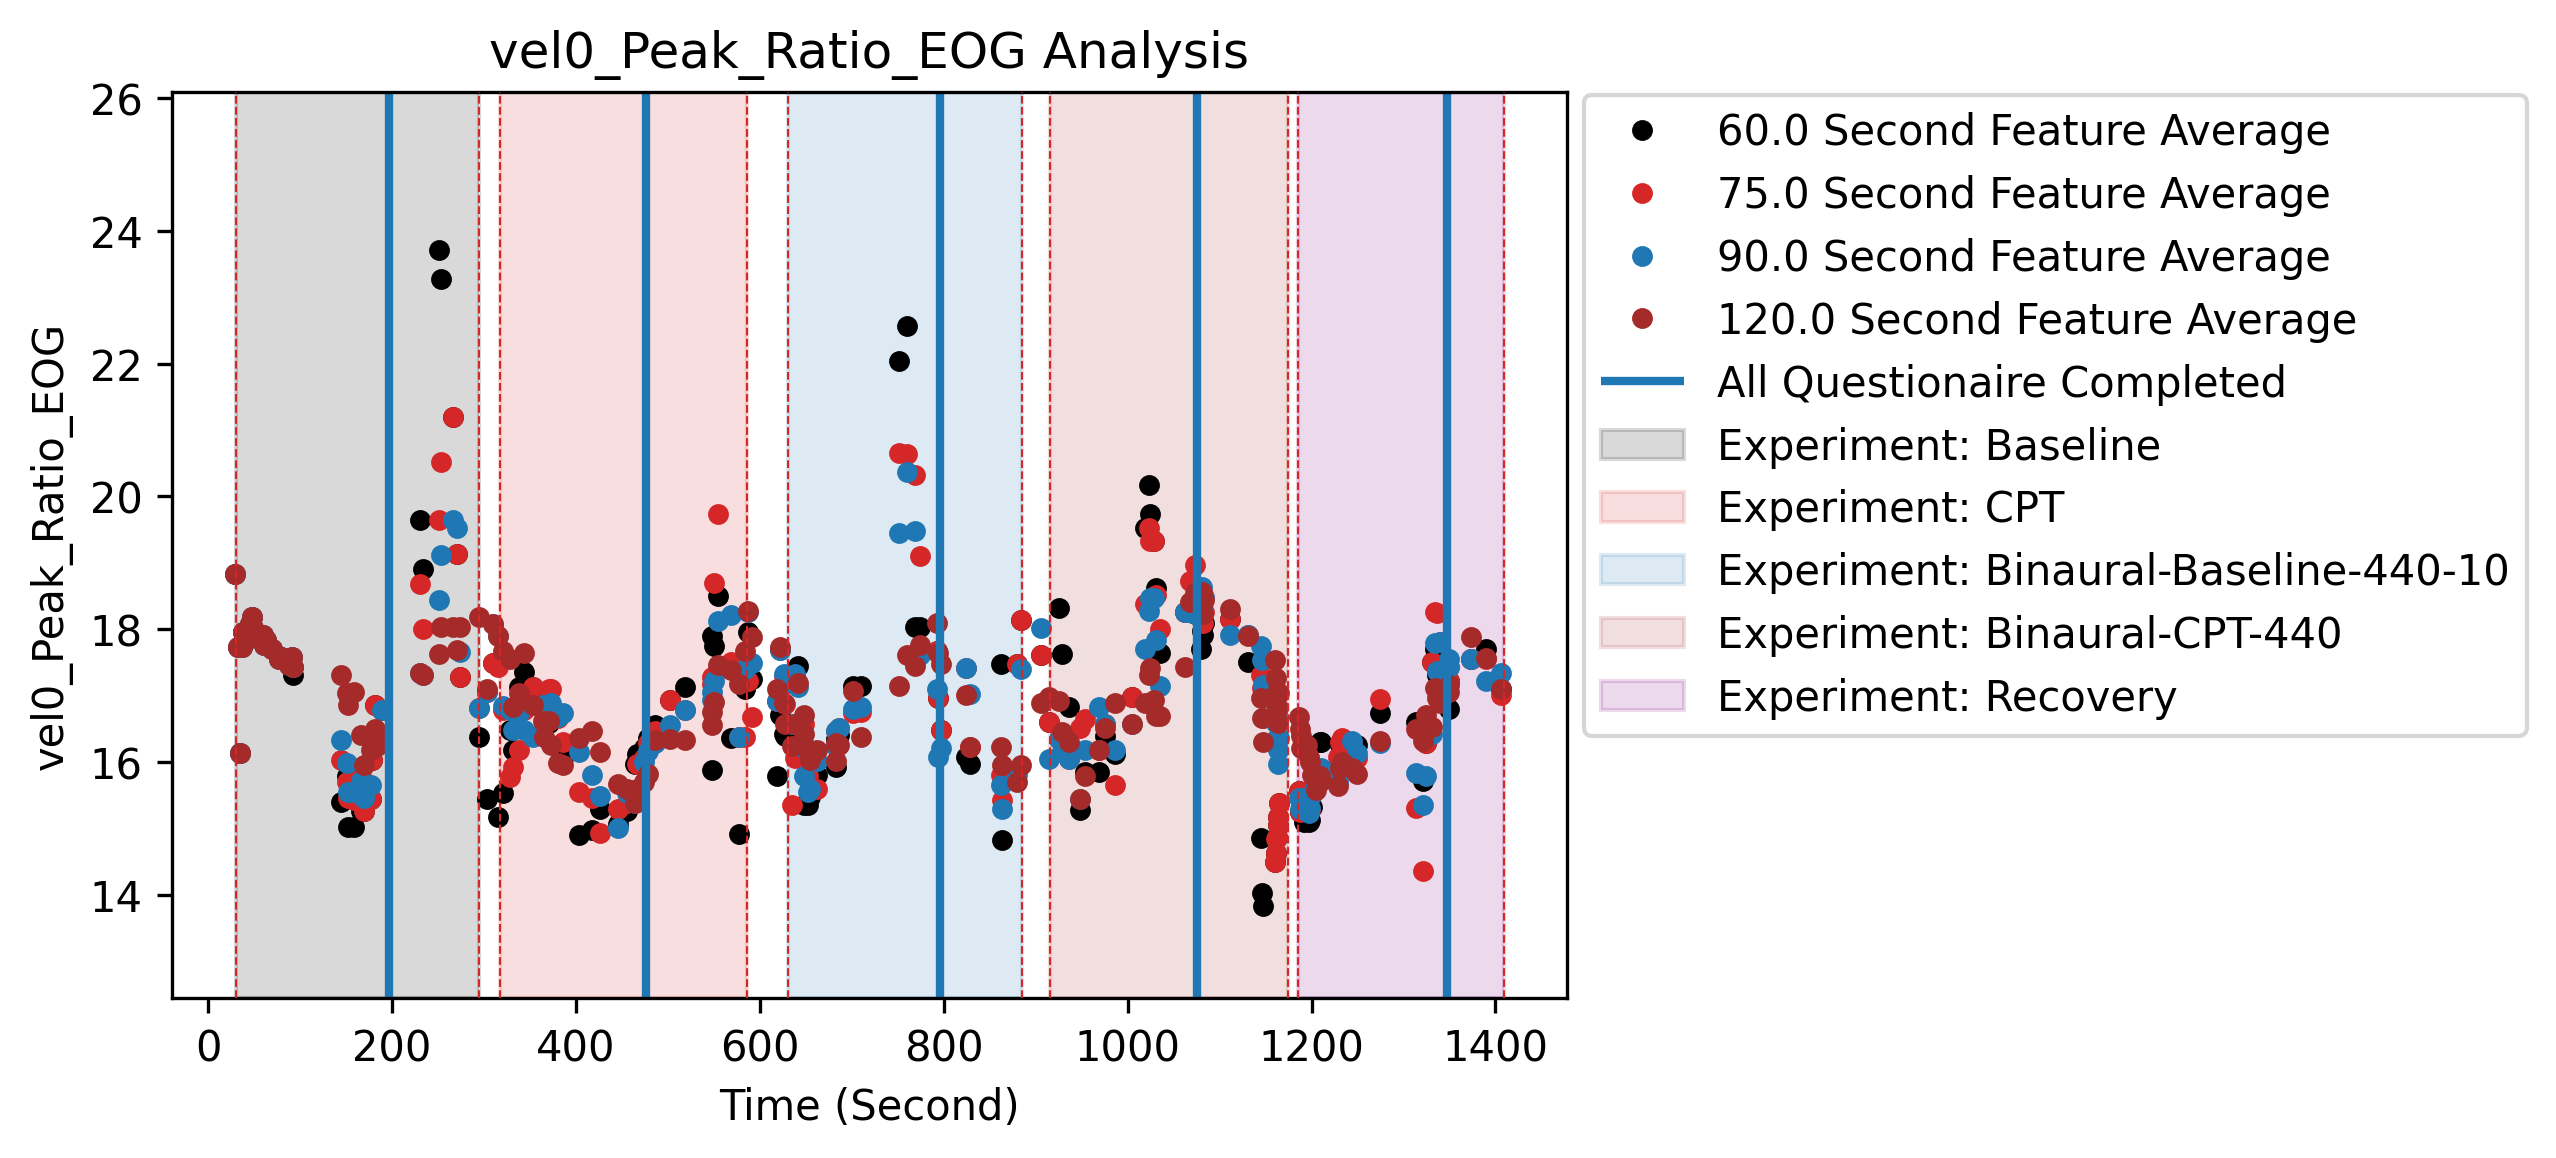 vel0_Peak_Ratio_EOG Analysis
vel0_Peak_Ratio_EOG
26
24
22
20
18
16
14
0 200 400 600 800 1000 1200 1400
Time (Second)
60.0 Second Feature Average
75.0 Second Feature Average
90.0 Second Feature Average
120.0 Second Feature Average
All Questionaire Completed
Experiment: Baseline
Experiment: CPT
Experiment: Binaural-Baseline-440-10
Experiment: Binaural-CPT-440
Experiment: Recovery